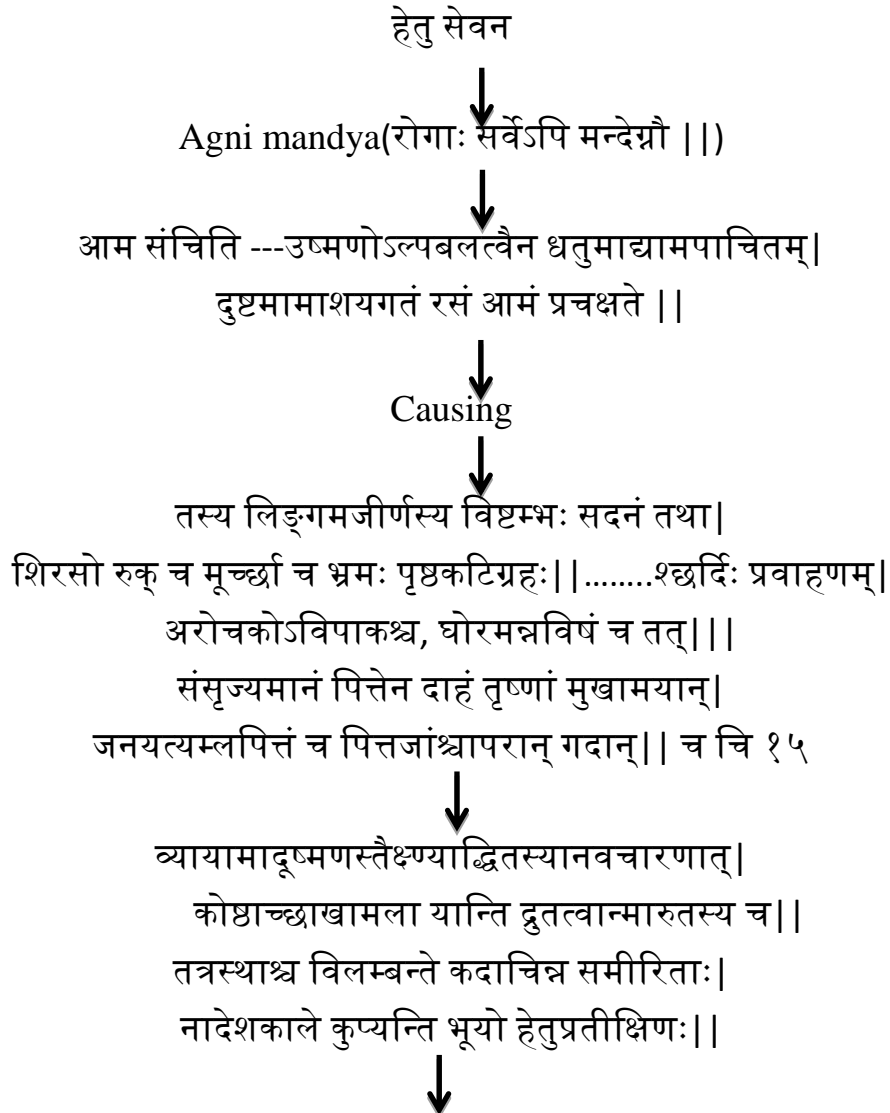 हेतु सेवन
Agni mandya(रोगाः सर्वेऽपि मन्देग्नौ ||)
आम संचिति ---उष्मणोऽल्पबलत्वैन धतुमाद्यामपाचितम्|
दुष्टमामाशयगतं रसं आमं प्रचक्षते ||
Causing
तस्य लिङ्गमजीर्णस्य विष्टम्भः सदनं तथा|
शिरसो रुक् च मूर्च्छा च भ्रमः पृष्ठकटिग्रहः||........श्छर्दिः प्रवाहणम्|
अरोचकोऽविपाकश्च, घोरमन्नविषं च तत्|||
संसृज्यमानं पित्तेन दाहं तृष्णां मुखामयान्|
जनयत्यम्लपित्तं च पित्तजांश्चापरान् गदान्|| च चि १५
व्यायामादूष्मणस्तैक्ष्ण्याद्धितस्यानवचारणात्|
कोष्ठाच्छाखामला यान्ति द्रुतत्वान्मारुतस्य च||
तत्रस्थाश्च विलम्बन्ते कदाचिन्न समीरिताः|
नादेशकाले कुप्यन्ति भूयो हेतुप्रतीक्षिणः||